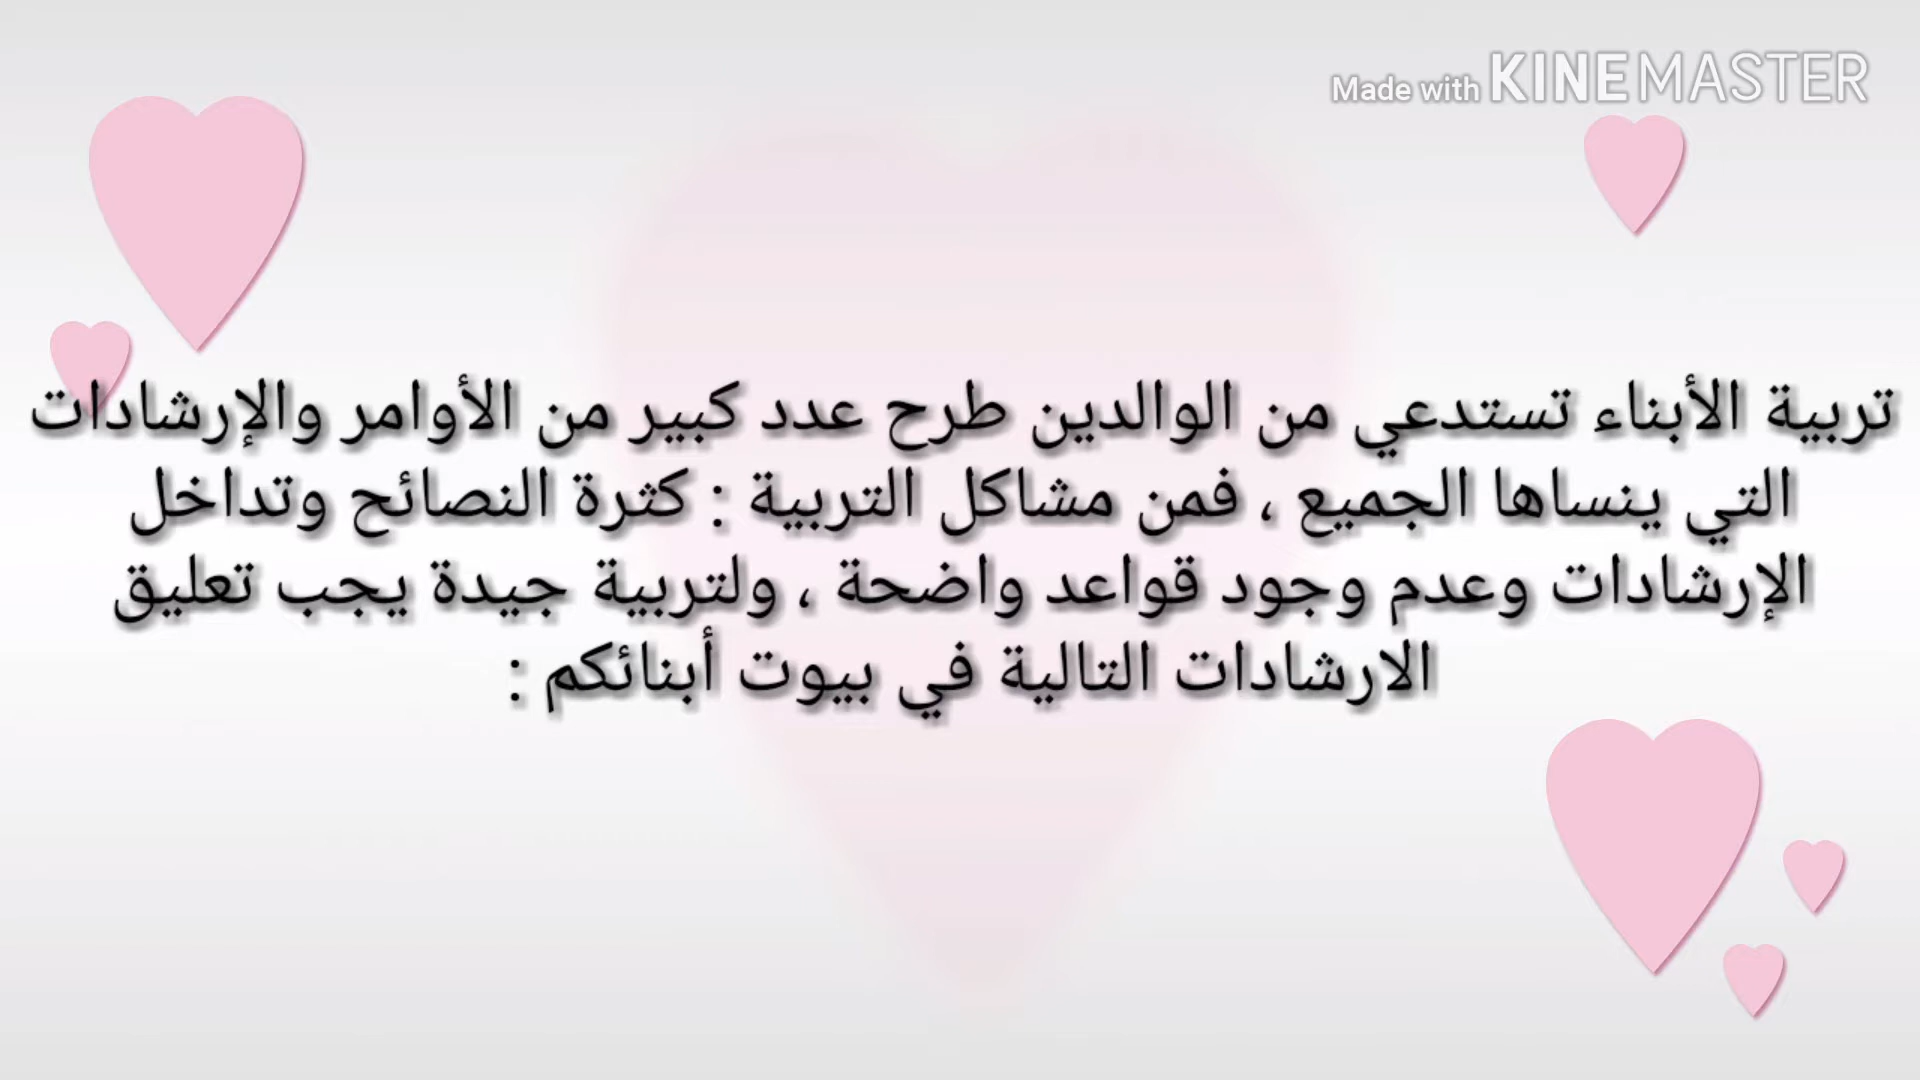 Made with KINEMASTER
تربية الأبناء تستدعي من الوالدين طرح عدد كبير من الأوامر والإرشادات
التي ينساها الجميع ، فمن مشاكل التربية : كثرة النصائح وتداخل
الإرشادات وعدم وجود قواعد واضحة ، ولتربية جيدة يجب تعليق
الارشادات التالية في بيوت أبنائكم :